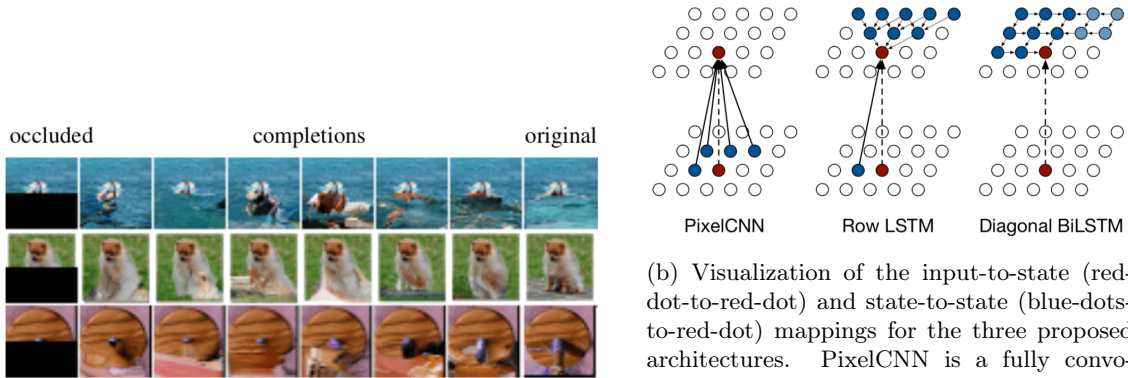 occluded completions original
PixelCNN Row LSTM Diagonal BiLSTM
(b) Visualization of the input-to-state (red-
dot-to-red-dot) and state-to-state (blue-dots-
to-red-dot) mappings for the three proposed
architectures. PixelCNN is a fully convo-